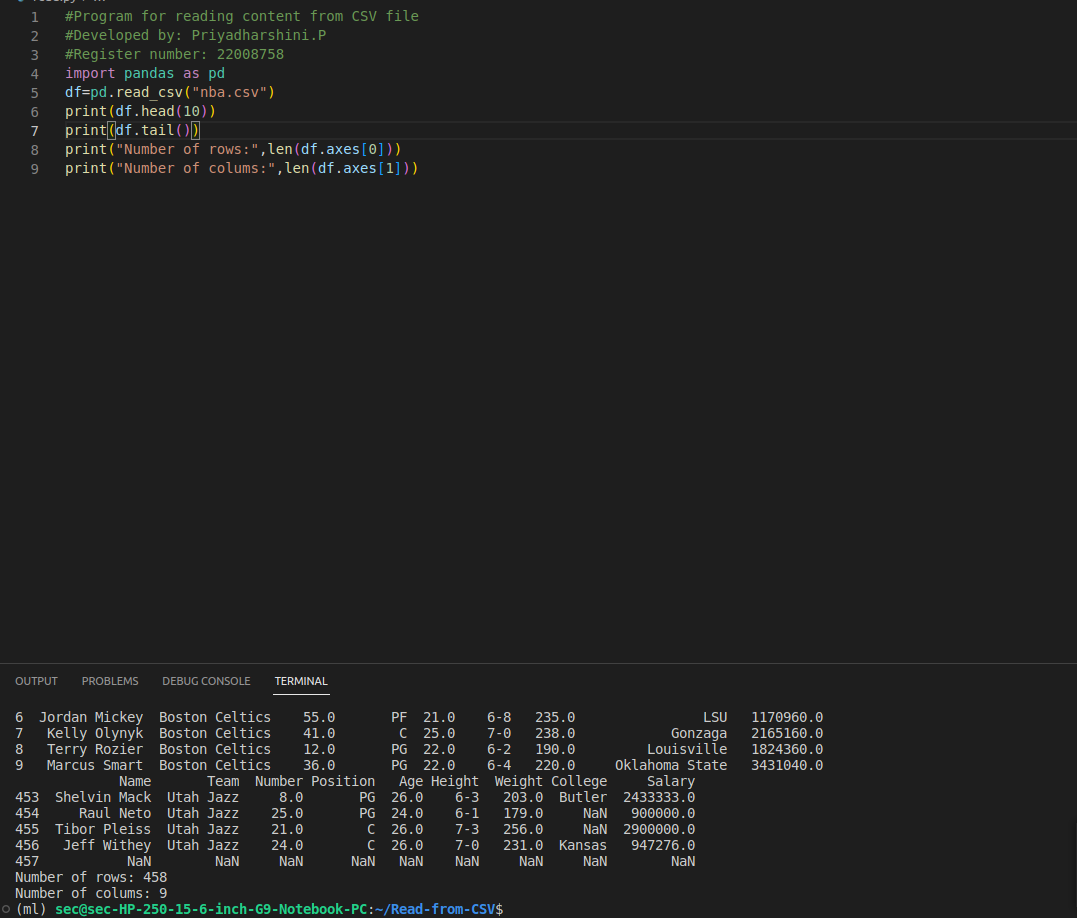 1 #Program for reading content from CSV file
2 #Developed by: Priyadharshini.P
3 #Register number: 22008758
4 import pandas as pd
5 df=pd.read_csv("nba.csv")
6 print(df.head(10))
7 print(df.tail())
8 print("Number of rows:",len(df.axes[0]))
9 print("Number of colums:",len(df.axes[1]))
OUTPUT PROBLEMS DEBUG CONSOLE TERMINAL
6 Jordan Mickey Boston Celtics 55.0 PF 21.0 6-8 235.0 LSU 1170960.0
7 Kelly Olynyk Boston Celtics 41.0 C 25.0 7-0 238.0 Gonzaga 2165160.0
8 Terry Rozier Boston Celtics 12.0 PG 22.0 6-2 190.0 Louisville 1824360.0
9 Marcus Smart Boston Celtics 36.0 PG 22.0 6-4 220.0 Oklahoma State 3431040.0
Name Team Number Position Age Height Weight College Salary
453 Shelvin Mack Utah Jazz 8.0 PG 26.0 6-3 203.0 Butler 2433333.0
454 Raul Neto Utah Jazz 25.0 PG 24.0 6-1 179.0 NaN 900000.0
455 Tibor Pleiss Utah Jazz 21.0 C 26.0 7-3 256.0 NaN 2900000.0
456 Jeff Withey Utah Jazz 24.0 C 26.0 7-0 231.0 Kansas 947276.0
457 NaN NaN NaN NaN NaN NaN NaN NaN NaN
Number of rows: 458
Number of colums: 9
(ml) sec@sec-HP-250-15-6-inch-G9-Notebook-PC:~/Read-from-CSV$